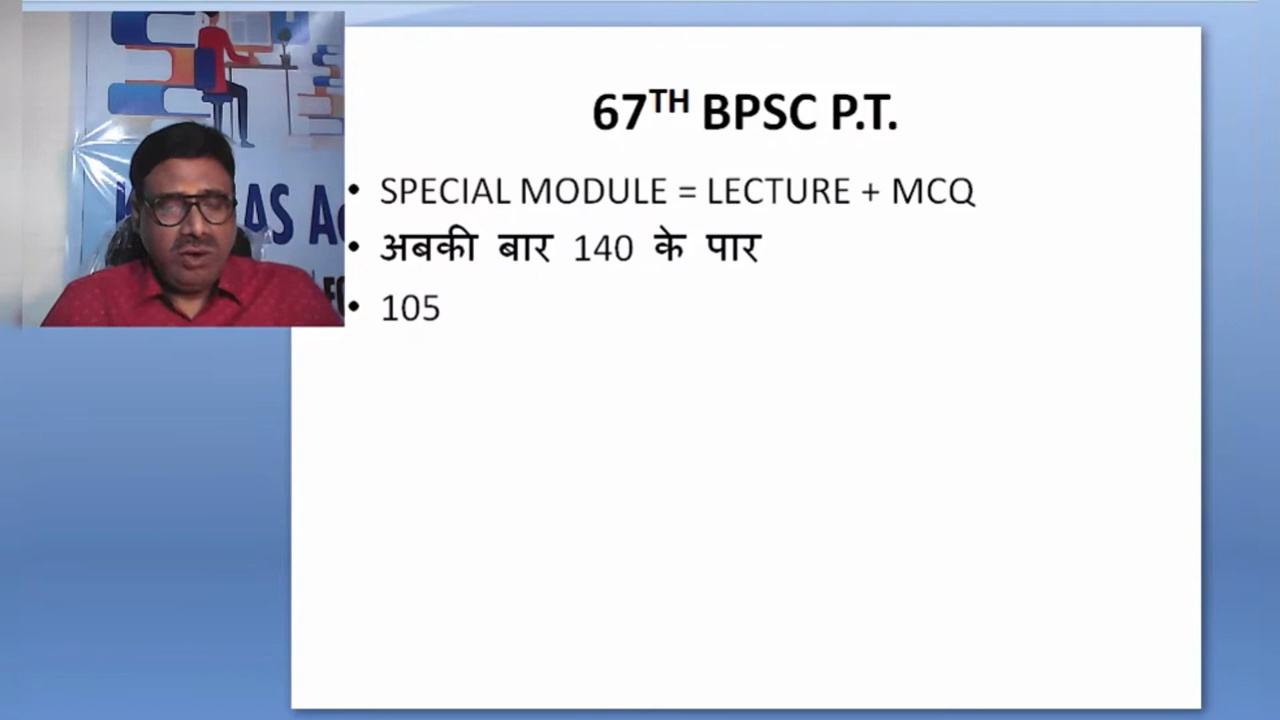 67TH BPSC P.T.
• SPECIAL MODULE = LECTURE + MCQ
• अबकी बार 140 के पार
• 105